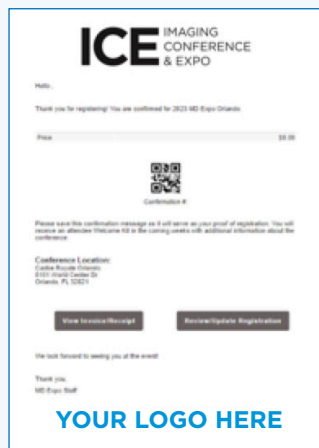 ICE IMAGING
CONFERENCE
& EXPO
Hello,
Thank you for registering! You are confirmed for 2023 MD Expo Orlando
Price $0.00
Confirmation #
Please save this confirmation message as it will serve as your proof of registration. You will
receive an attendee Welcome Kit in the coming weeks with additional information about the
conference.
Conference Location:
Caribe Royale Orlando
8101 World Center Dr
Orlando, FL 32821
View Invoice/Receipt Review/Update Registration
We look forward to seeing you at the event!
Thank you,
MD Expo Staff
YOUR LOGO HERE